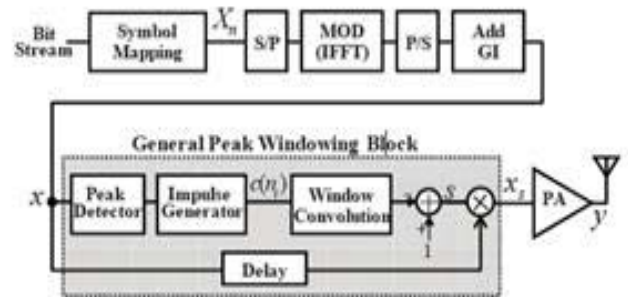 Bit Stream
Symbol Mapping
Xn
S/P
MOD (IFFT)
P/S
Add GI
General Peak Windowing Block
x
Peak Detector
Impulse Generator
c(ni)
Window Convolution
-
+
s
×
xs
PA
y
+
1
Delay